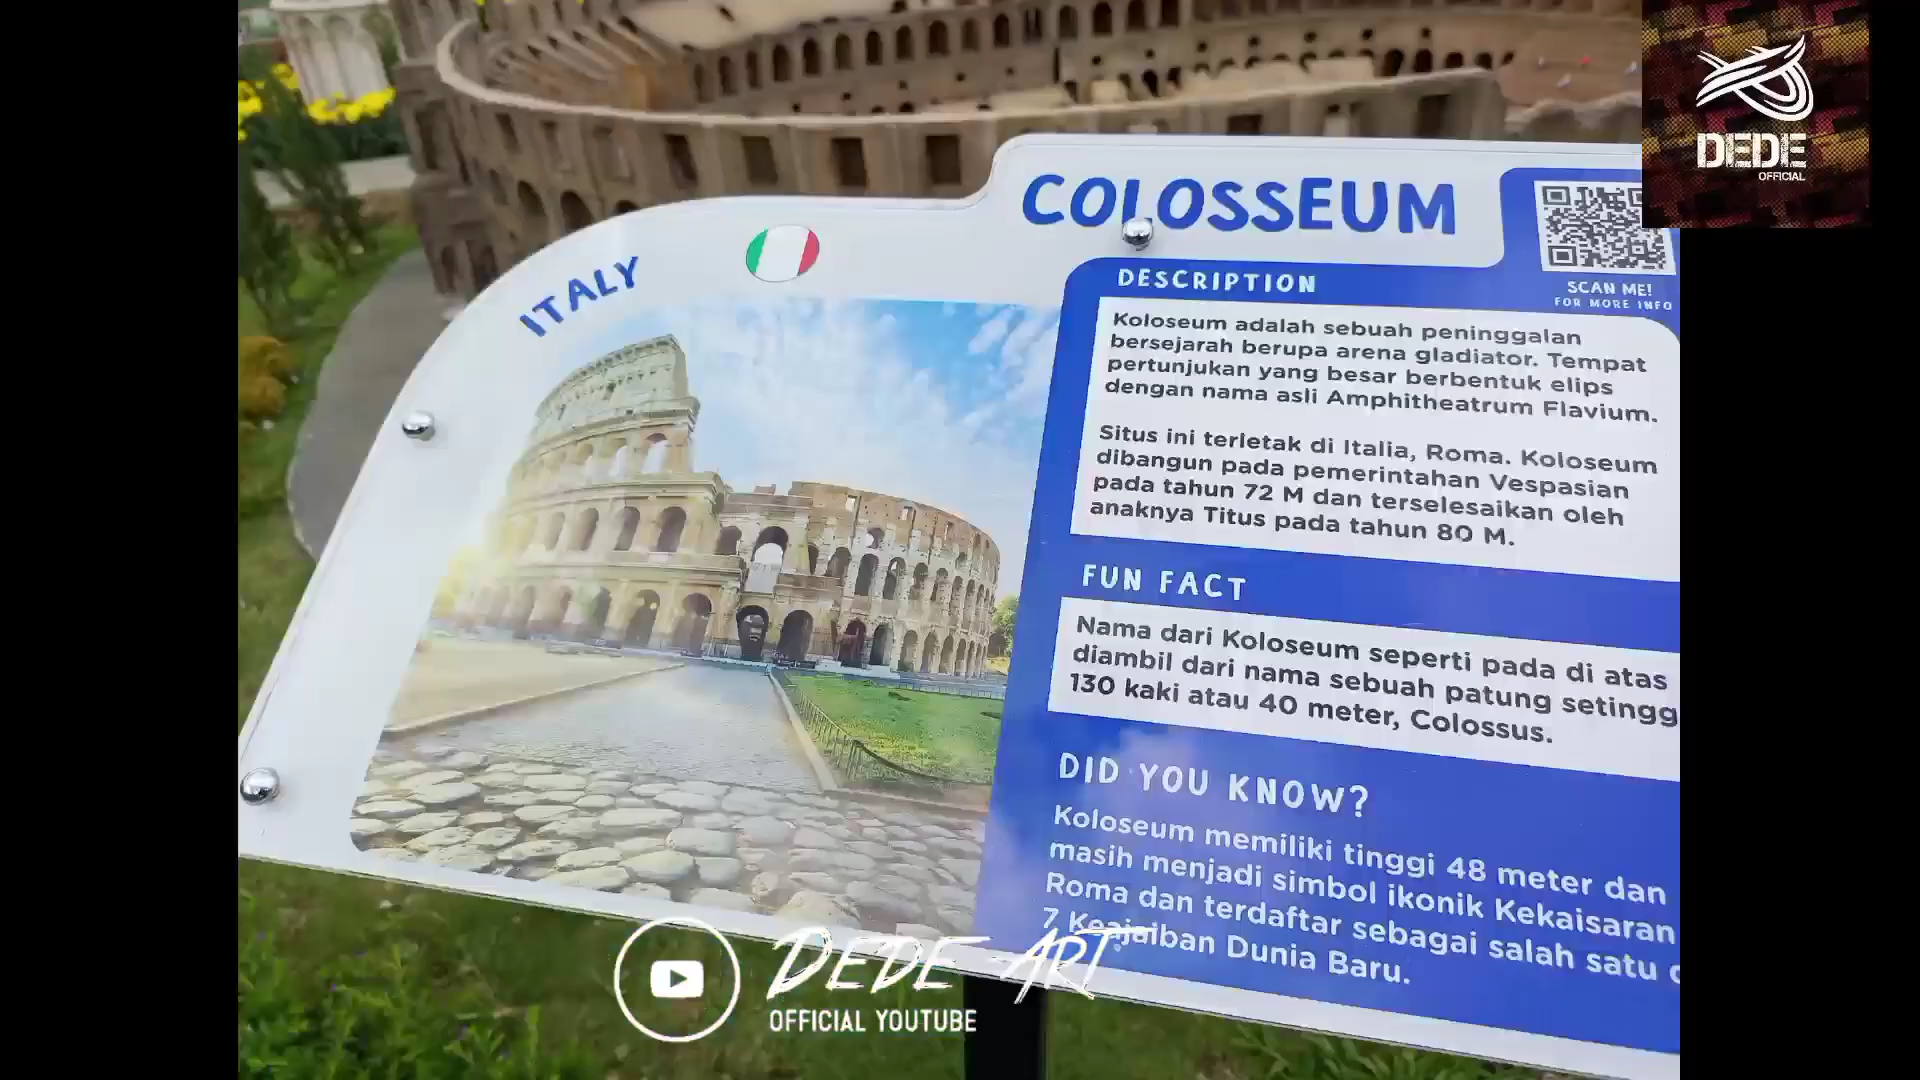 ITALY
COLOSSEUM
SCAN ME!
FOR MORE INFO
DESCRIPTION
Koloseum adalah sebuah peninggalan
bersejarah berupa arena gladiator. Tempat
pertunjukan yang besar berbentuk elips
dengan nama asli Amphitheatrum Flavium.
Situs ini terletak di Italia, Roma. Koloseum
dibangun pada pemerintahan Vespasian
pada tahun 72 M dan terselesaikan oleh
anaknya Titus pada tahun 80 M.
FUN FACT
Nama dari Koloseum seperti pada di atas
diambil dari nama sebuah patung setingg
130 kaki atau 40 meter, Colossus.
DID YOU KNOW?
Koloseum memiliki tinggi 48 meter dan
masih menjadi simbol ikonik Kekaisaran
Roma dan terdaftar sebagai salah satu
7 Keajaiban Dunia Baru.
DEDE
OFFICIAL
DEDE ART
OFFICIAL YOUTUBE